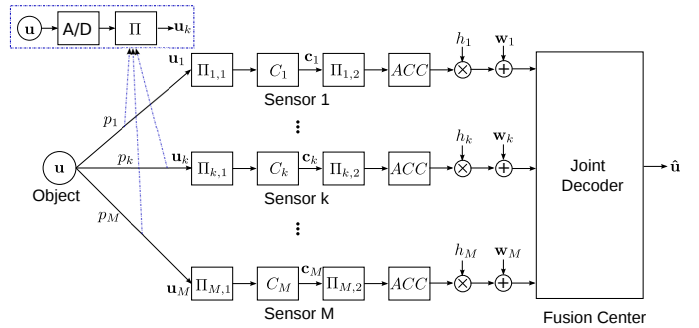 u A/D Π u_k
u_1 Π_{1,1} C_1 c_1 Π_{1,2} ACC h_1 w_1
Sensor 1
p_1
u_k Π_{k,1} C_k c_k Π_{k,2} ACC h_k w_k
Sensor k
u p_k
Object
p_M
u_M Π_{M,1} C_M c_M Π_{M,2} ACC h_M w_M
Sensor M
Joint
Decoder
û
Fusion Center